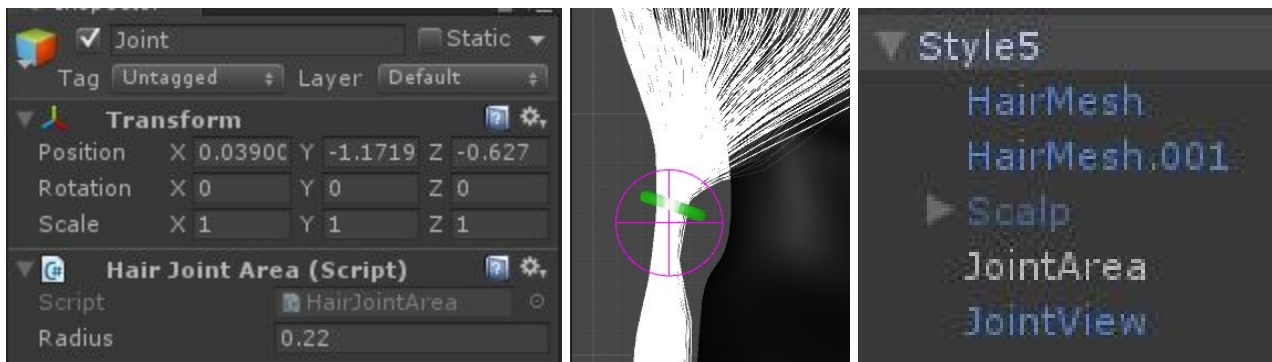 Joint Static
Tag Untagged Layer Default
Transform
Position X 0.03900 Y -1.1719 Z -0.627
Rotation X 0 Y 0 Z 0
Scale X 1 Y 1 Z 1
Hair Joint Area (Script)
Script HairJointArea
Radius 0.22
Style5
HairMesh
HairMesh.001
Scalp
JointArea
JointView